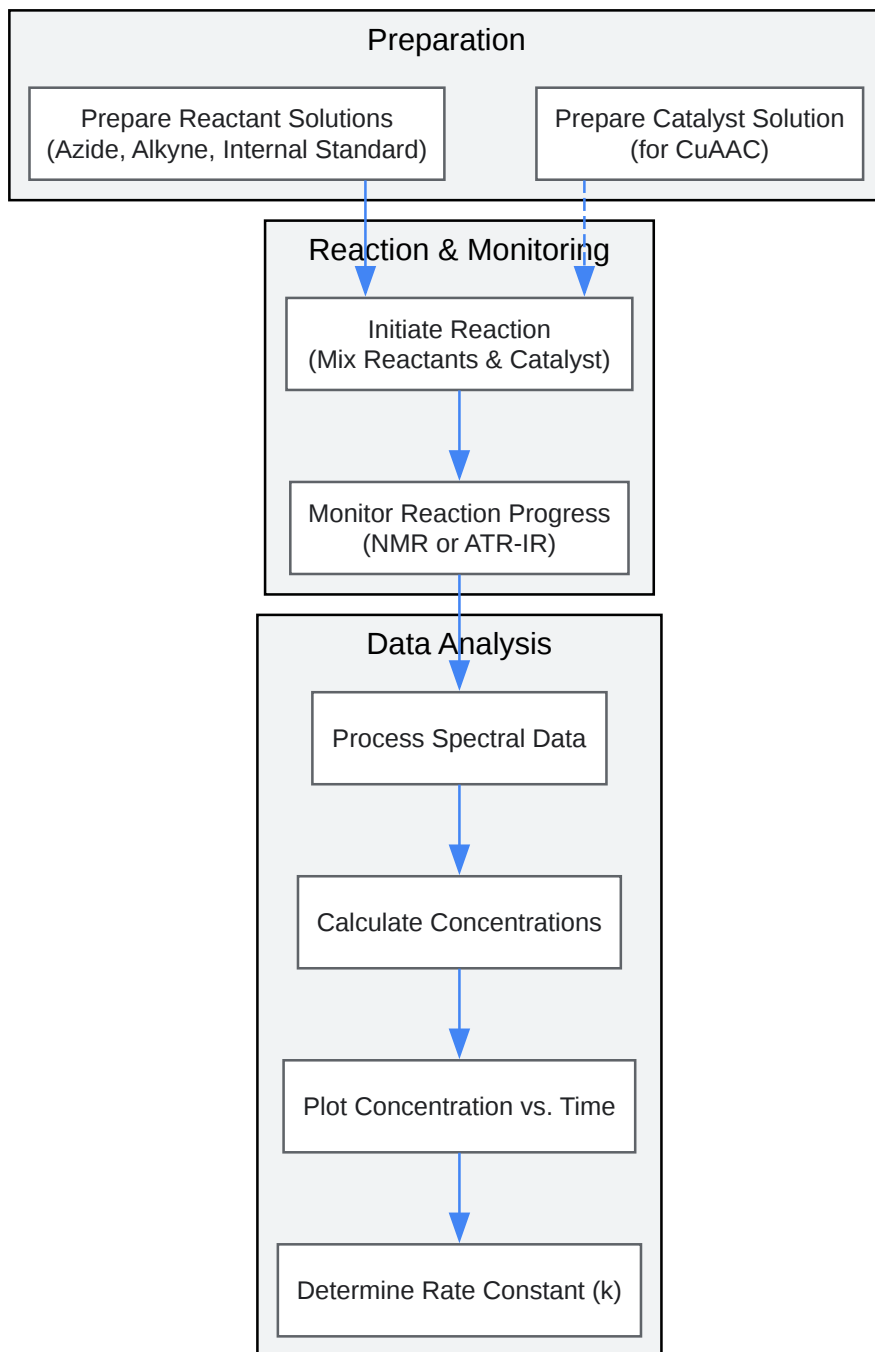 Preparation
Prepare Reactant Solutions
(Azide, Alkyne, Internal Standard)
Prepare Catalyst Solution
(for CuAAC)
Reaction & Monitoring
Initiate Reaction
(Mix Reactants & Catalyst)
Monitor Reaction Progress
(NMR or ATR-IR)
Data Analysis
Process Spectral Data
Calculate Concentrations
Plot Concentration vs. Time
Determine Rate Constant (k)